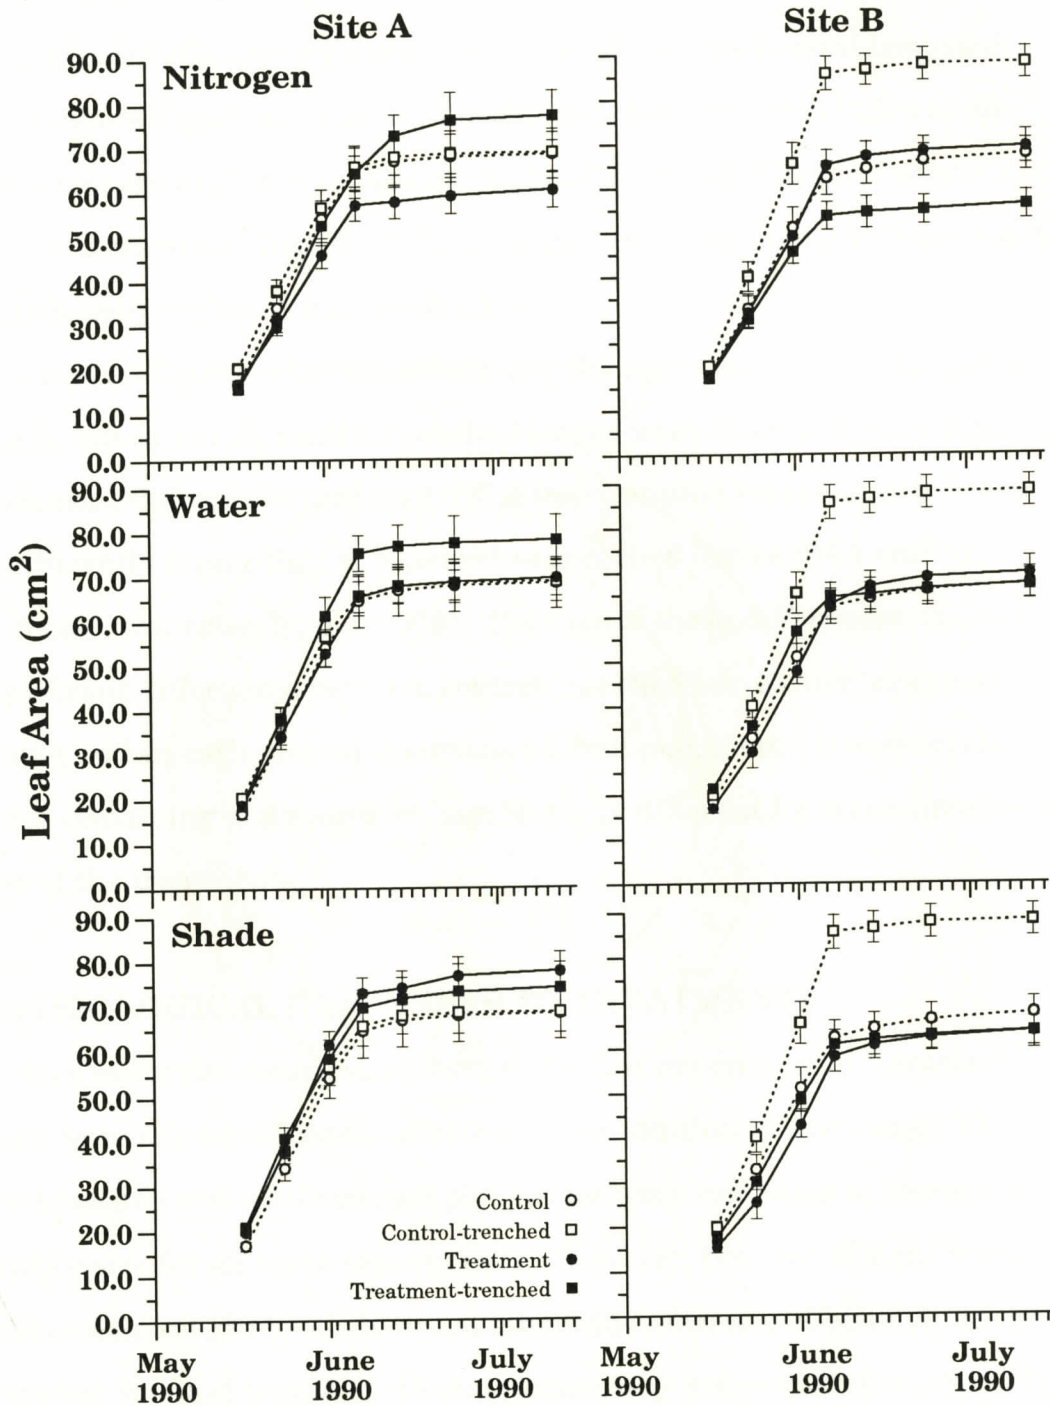 Site A
Site B
Nitrogen
90.0
80.0
70.0
60.0
50.0
40.0
30.0
20.0
10.0
0.0
Leaf Area (cm²)
Water
90.0
80.0
70.0
60.0
50.0
40.0
30.0
20.0
10.0
0.0
Shade
90.0
80.0
70.0
60.0
50.0
40.0
30.0
20.0
10.0
0.0
Control
Control-trenched
Treatment
Treatment-trenched
May June July May June July
1990 1990 1990 1990 1990 1990